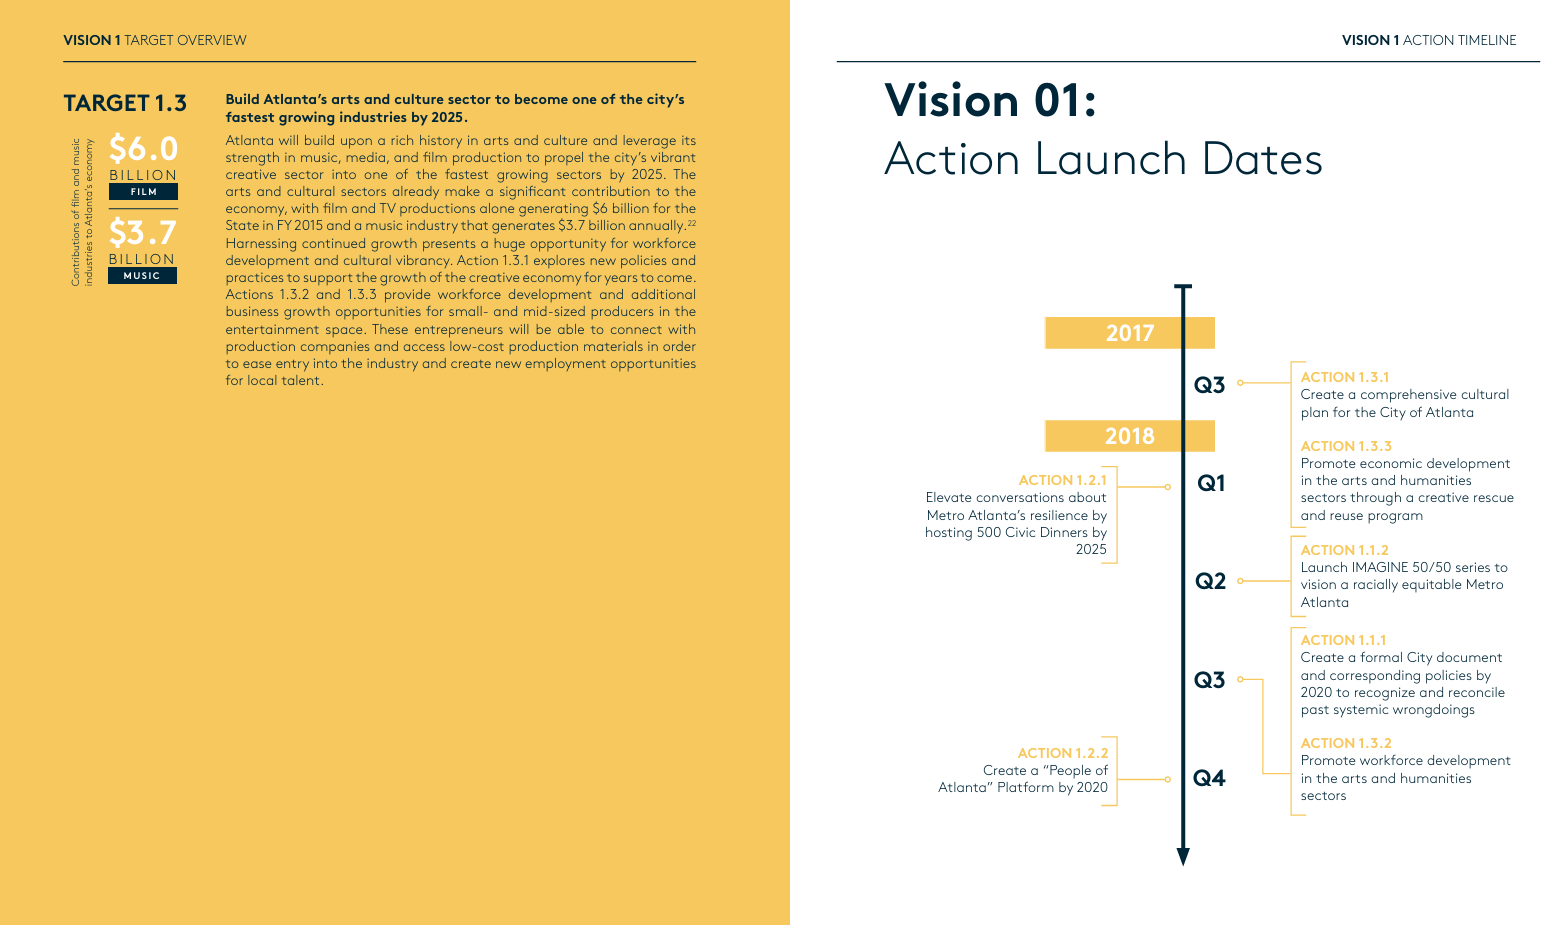 VISION 1 TARGET OVERVIEW
TARGET 1.3
Contributions of film and music
industries to Atlanta's economy
$6.0
BILLION
FILM
$3.7
BILLION
MUSIC
Build Atlanta's arts and culture sector to become one of the city's
fastest growing industries by 2025.
Atlanta will build upon a rich history in arts and culture and leverage its
strength in music, media, and film production to propel the city's vibrant
creative sector into one of the fastest growing sectors by 2025. The
arts and cultural sectors already make a significant contribution to the
economy, with film and TV productions alone generating $6 billion for the
State in FY 2015 and a music industry that generates $3.7 billion annually.²²
Harnessing continued growth presents a huge opportunity for workforce
development and cultural vibrancy. Action 1.3.1 explores new policies and
practices to support the growth of the creative economy for years to come.
Actions 1.3.2 and 1.3.3 provide workforce development and additional
business growth opportunities for small- and mid-sized producers in the
entertainment space. These entrepreneurs will be able to connect with
production companies and access low-cost production materials in order
to ease entry into the industry and create new employment opportunities
for local talent.
VISION 1 ACTION TIMELINE
Vision 01:
Action Launch Dates
2017
Q3
ACTION 1.3.1
Create a comprehensive cultural
plan for the City of Atlanta
ACTION 1.3.3
Promote economic development
in the arts and humanities
sectors through a creative rescue
and reuse program
2018
Q1
ACTION 1.2.1
Elevate conversations about
Metro Atlanta's resilience by
hosting 500 Civic Dinners by
2025
Q2
ACTION 1.1.2
Launch IMAGINE 50/50 series to
vision a racially equitable Metro
Atlanta
Q3
ACTION 1.1.1
Create a formal City document
and corresponding policies by
2020 to recognize and reconcile
past systemic wrongdoings
ACTION 1.3.2
Promote workforce development
in the arts and humanities
sectors
Q4
ACTION 1.2.2
Create a “People of
Atlanta” Platform by 2020